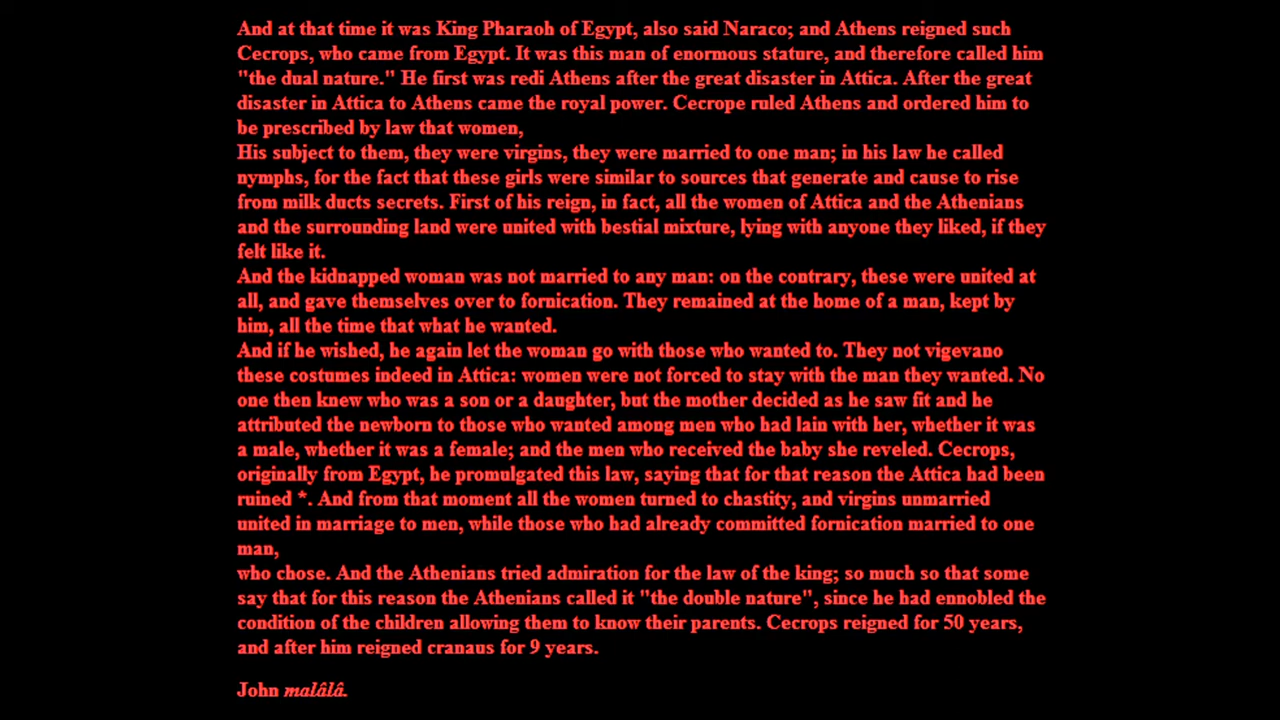 And at that time it was King Pharaoh of Egypt, also said Naraco; and Athens reigned such
Cecrops, who came from Egypt. It was this man of enormous stature, and therefore called him
"the dual nature." He first was redi Athens after the great disaster in Attica. After the great
disaster in Attica to Athens came the royal power. Cecrope ruled Athens and ordered him to
be prescribed by law that women,
His subject to them, they were virgins, they were married to one man; in his law he called
nymphs, for the fact that these girls were similar to sources that generate and cause to rise
from milk ducts secrets. First of his reign, in fact, all the women of Attica and the Athenians
and the surrounding land were united with bestial mixture, lying with anyone they liked, if they
felt like it.
And the kidnapped woman was not married to any man: on the contrary, these were united at
all, and gave themselves over to fornication. They remained at the home of a man, kept by
him, all the time that what he wanted.
And if he wished, he again let the woman go with those who wanted to. They not vigevano
these costumes indeed in Attica: women were not forced to stay with the man they wanted. No
one then knew who was a son or a daughter, but the mother decided as he saw fit and he
attributed the newborn to those who wanted among men who had lain with her, whether it was
a male, whether it was a female; and the men who received the baby she reveled. Cecrops,
originally from Egypt, he promulgated this law, saying that for that reason the Attica had been
ruined *. And from that moment all the women turned to chastity, and virgins unmarried
united in marriage to men, while those who had already committed fornication married to one
man,
who chose. And the Athenians tried admiration for the law of the king; so much so that some
say that for this reason the Athenians called it "the double nature", since he had ennobled the
condition of the children allowing them to know their parents. Cecrops reigned for 50 years,
and after him reigned cranaus for 9 years.
John malâlâ.